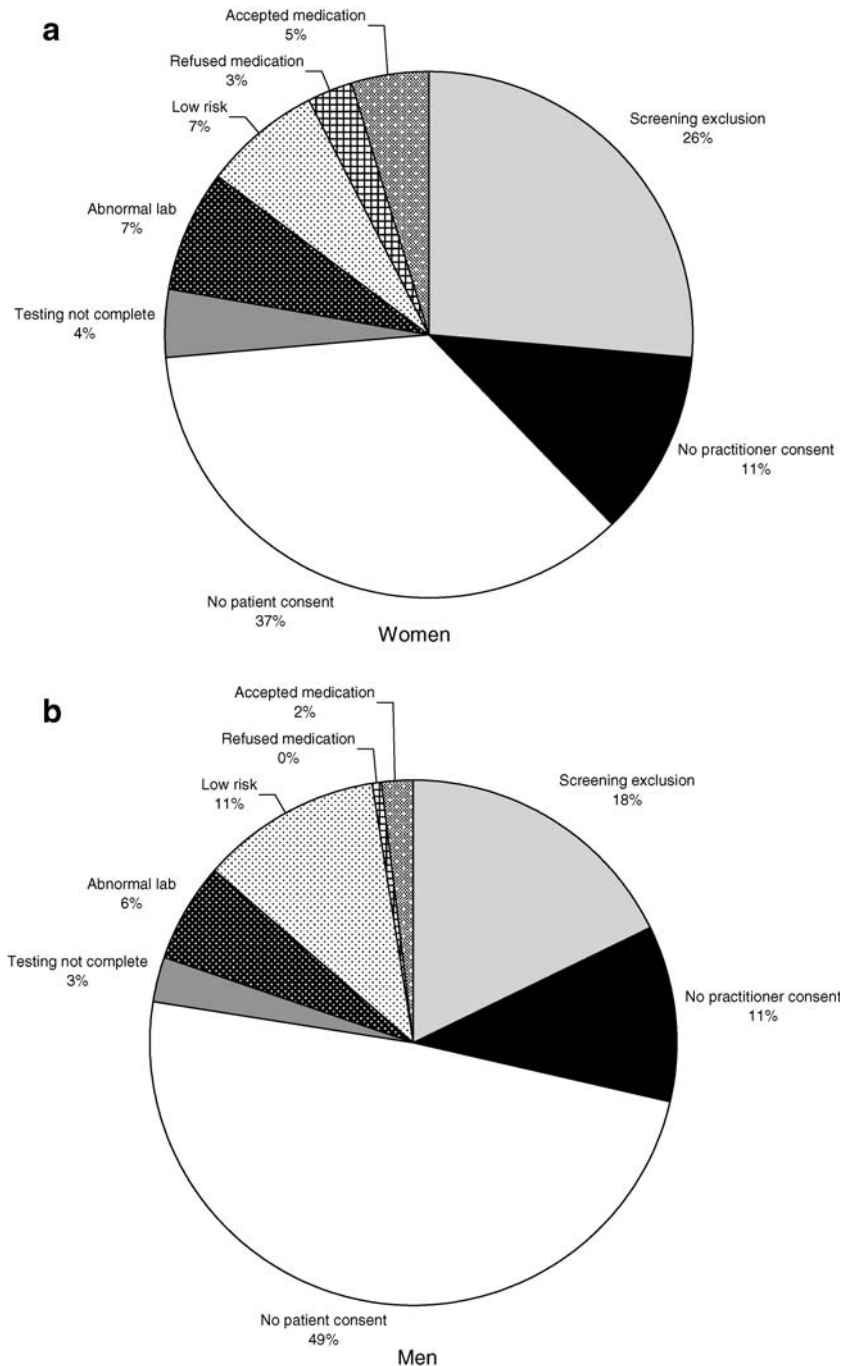 a
Accepted medication
5%
Refused medication
3%
Low risk
7%
Screening exclusion
26%
Abnormal lab
7%
Testing not complete
4%
No practitioner consent
11%
No patient consent
37%
Women
b
Accepted medication
2%
Refused medication
0%
Low risk
11%
Screening exclusion
18%
Abnormal lab
6%
Testing not complete
3%
No practitioner consent
11%
No patient consent
49%
Men